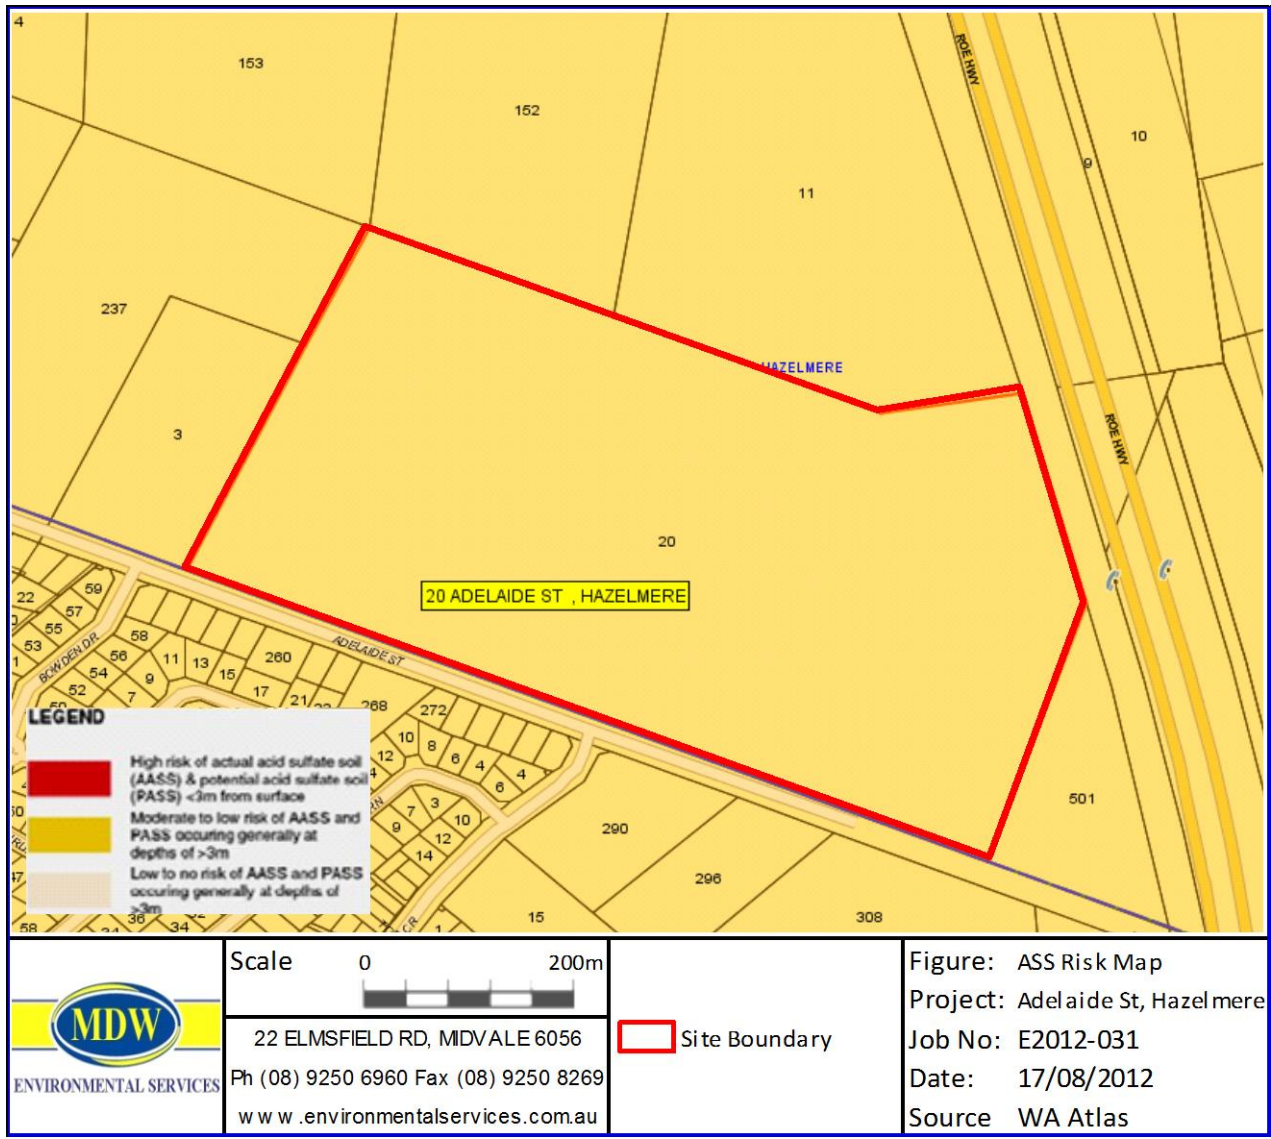 4
153
152
ROE HWY
10
9
11
237
HAZELMERE
3
ROE HWY
20
20 ADELAIDE ST , HAZELMERE
22
59
57
55
53
1
BOWDEN DR
58
56
54
52
50
11
13
15
9
7
260
17
21
ADELAIDE ST
268
272
10
12
8
6
4
6
4
7
3
9
10
12
14
290
296
15
308
501
CR
1
36
34
58
LEGEND
High risk of actual acid sulfate soil
(AASS) & potential acid sulfate soil
(PASS) <3m from surface
Moderate to low risk of AASS and
PASS occuring generally at
depths of >3m
Low to no risk of AASS and PASS
occuring generally at depths of
>3m
MDW
ENVIRONMENTAL SERVICES
Scale 0 200m
22 ELMSFIELD RD, MIDVALE 6056
Ph (08) 9250 6960 Fax (08) 9250 8269
www.environmentalservices.com.au
Site Boundary
Figure: ASS Risk Map
Project: Adelaide St, Hazelmere
Job No: E2012-031
Date: 17/08/2012
Source WA Atlas